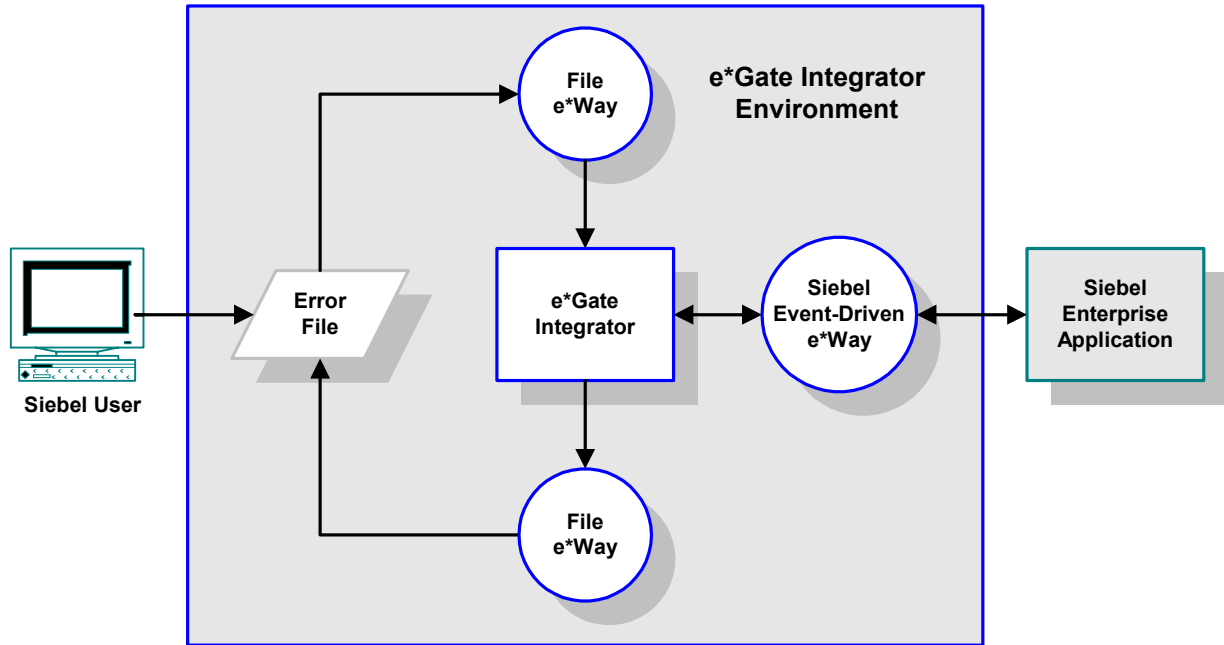 File
e*Way
e*Gate Integrator
Environment
Error
File
e*Gate
Integrator
Siebel
Event-Driven
e*Way
Siebel
Enterprise
Application
Siebel User
File
e*Way